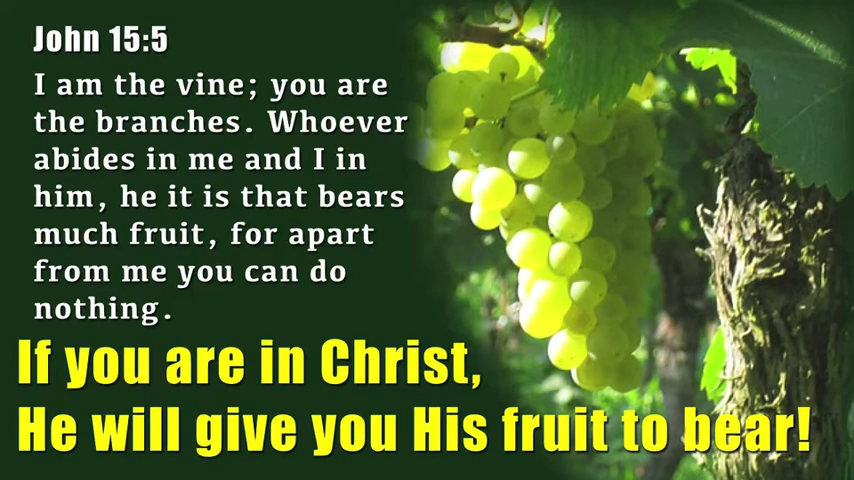 John 15:5
I am the vine; you are
the branches. Whoever
abides in me and I in
him, he it is that bears
much fruit, for apart
from me you can do
nothing.
If you are in Christ,
He will give you His fruit to bear!